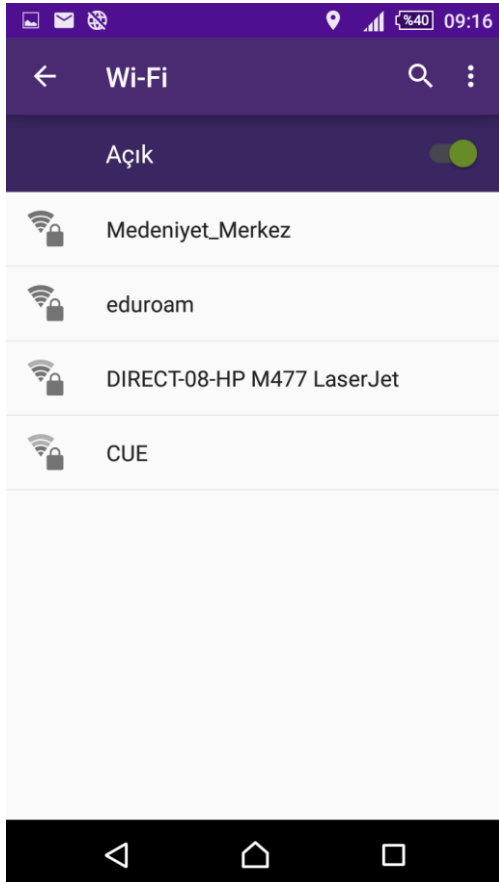 %40 09:16
Wi-Fi
Açık
Medeniyet_Merkez
eduroam
DIRECT-08-HP M477 LaserJet
CUE